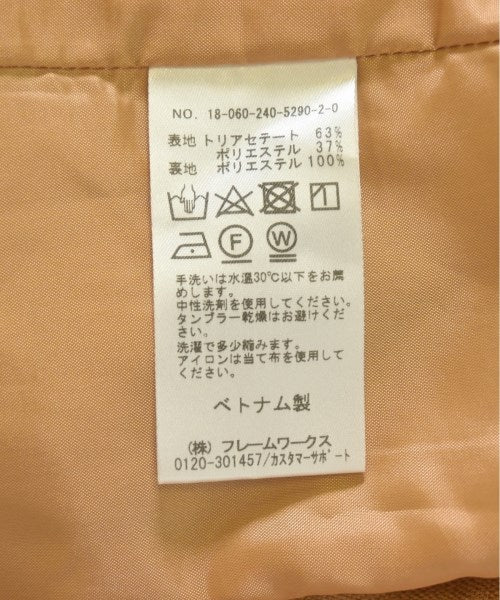 NO. 18-060-240-5290-2-0
表地 トリアセテート 63%
ポリエステル 37%
裏地 ポリエステル 100%
F W
手洗いは水温30℃以下をお薦
めします。
中性洗剤を使用してください。
タンブラー乾燥はお避けくだ
さい。
洗濯で多少縮みます。
アイロンは当て布を使用して
ください。
ベトナム製
(株) フレームワークス
0120-301457/カスタマーサポート